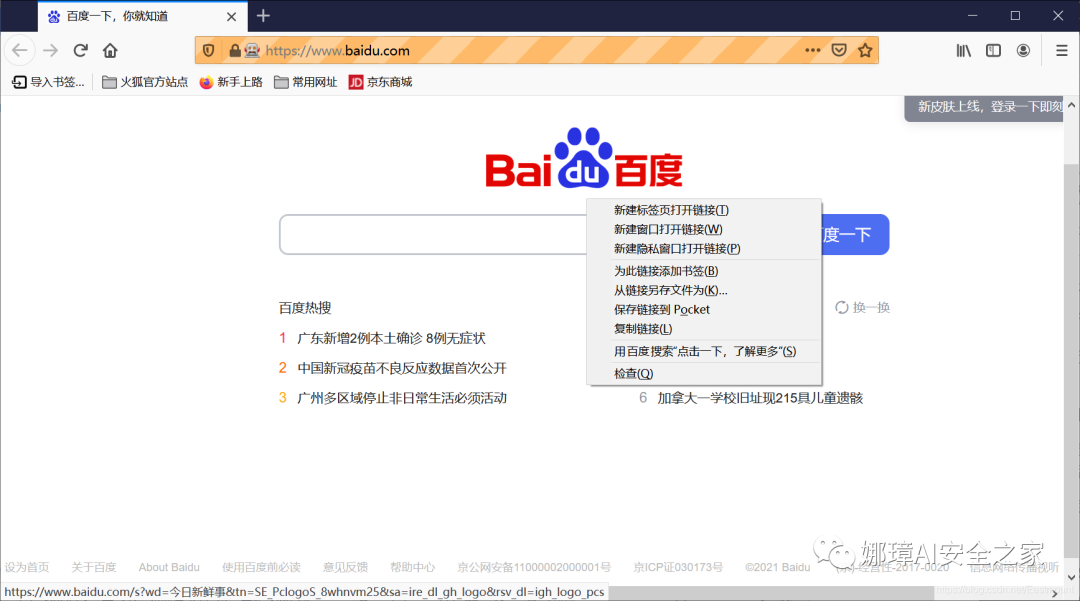 百度一下，你就知道
https://www.baidu.com
导入书签... 火狐官方站点 新手上路 常用网址 JD 京东商城
新皮肤上线，登录一下即刻
Bai du 百度
度一下
新建标签页打开链接(T)
新建窗口打开链接(W)
新建隐私窗口打开链接(P)
为此链接添加书签(B)
从链接另存文件为(K)...
保存链接到 Pocket
复制链接(L)
用百度搜索“点击一下，了解更多”(S)
检查(Q)
百度热搜
换一换
1 广东新增2例本土确诊 8例无症状
2 中国新冠疫苗不良反应数据首次公开
3 广州多区域停止非日常生活必须活动
6 加拿大一学校旧址现215具儿童遗骸
娜璋AI安全之家
设为首页 关于百度 About Baidu 使用百度前必读 意见反馈 帮助中心 京公网安备11000002000001号 京ICP证030173号 ©2021 Baidu 经营性-2017-0020 信息网络传播视听
https://www.baidu.com/s?wd=今日新鲜事&tn=SE_PclogoS_8whnvm25&sa=ire_dl_gh_logo&rsv_dl=igh_logo_pcs